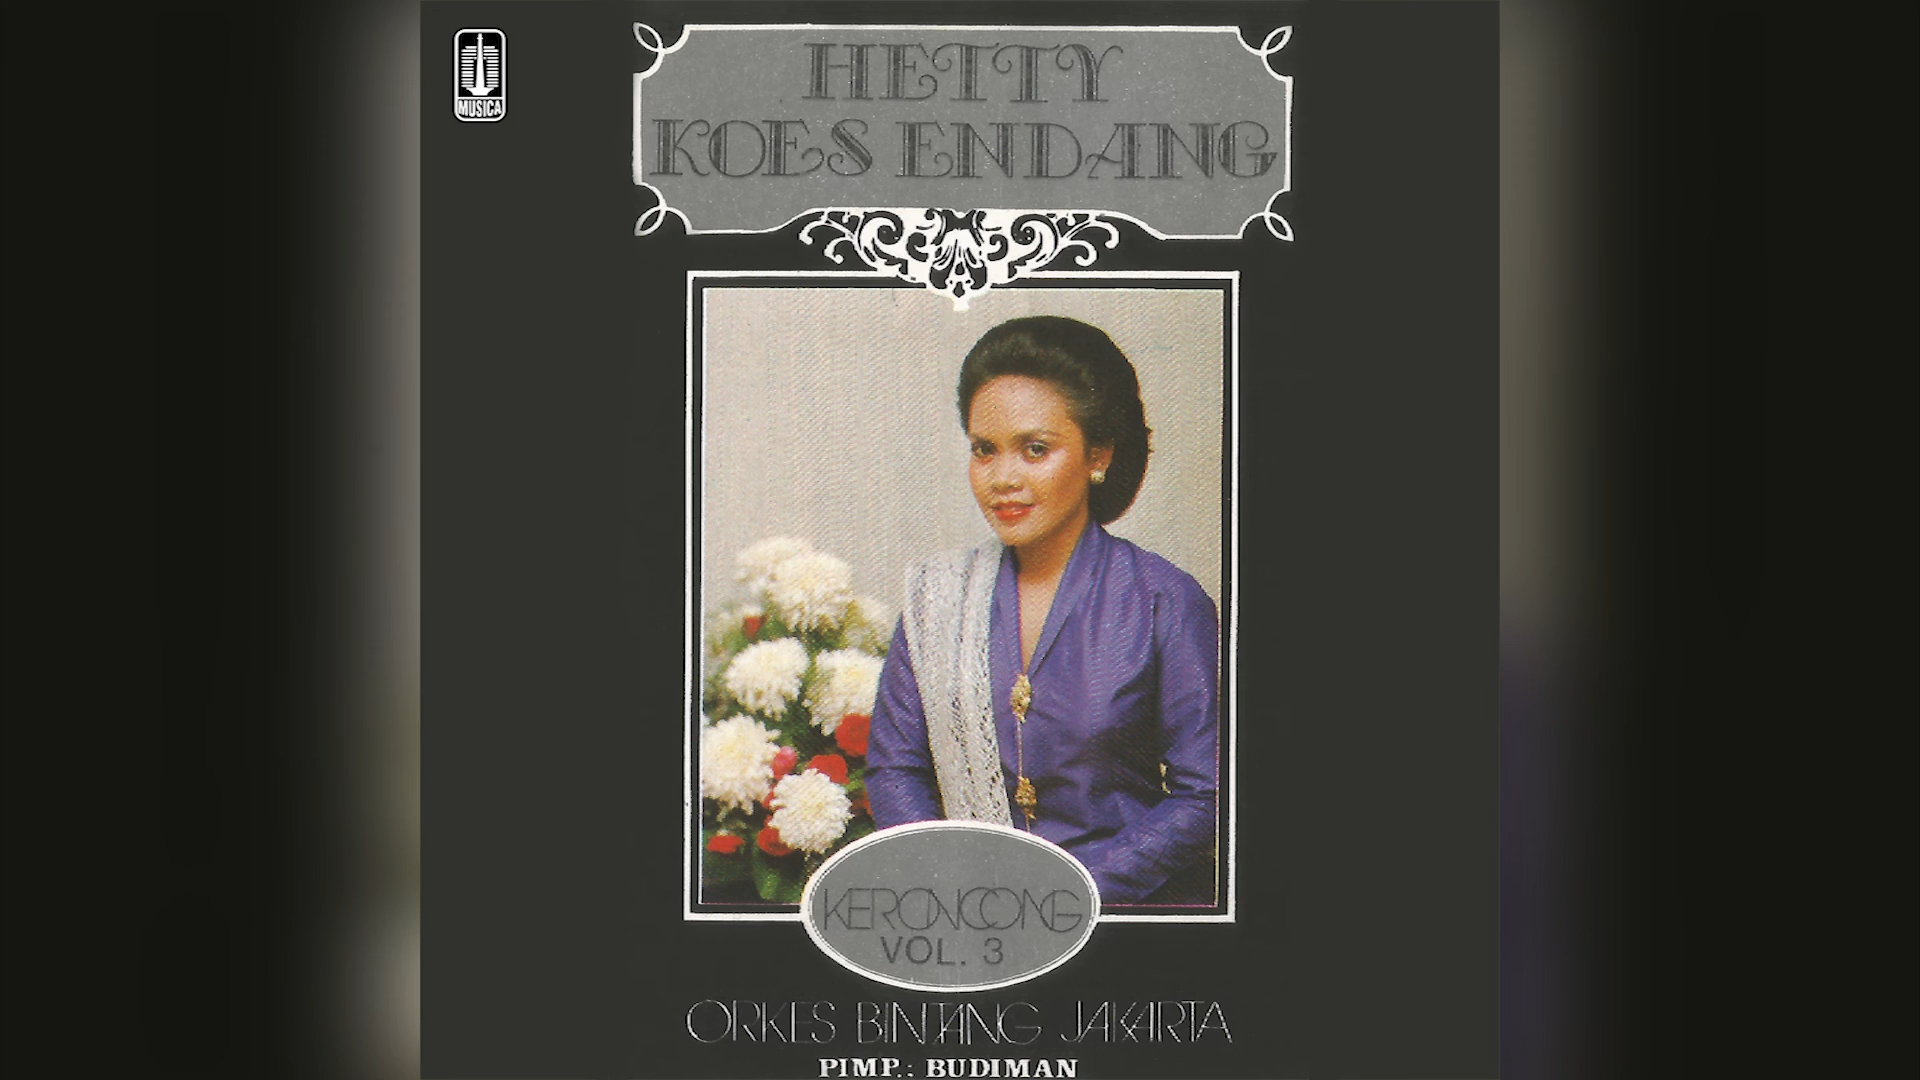 MUSICA
HETTY
KOES ENDANG
KERONCONG
VOL. 3
ORKES BINTANG JAKARTA
PIMP.: BUDIMAN